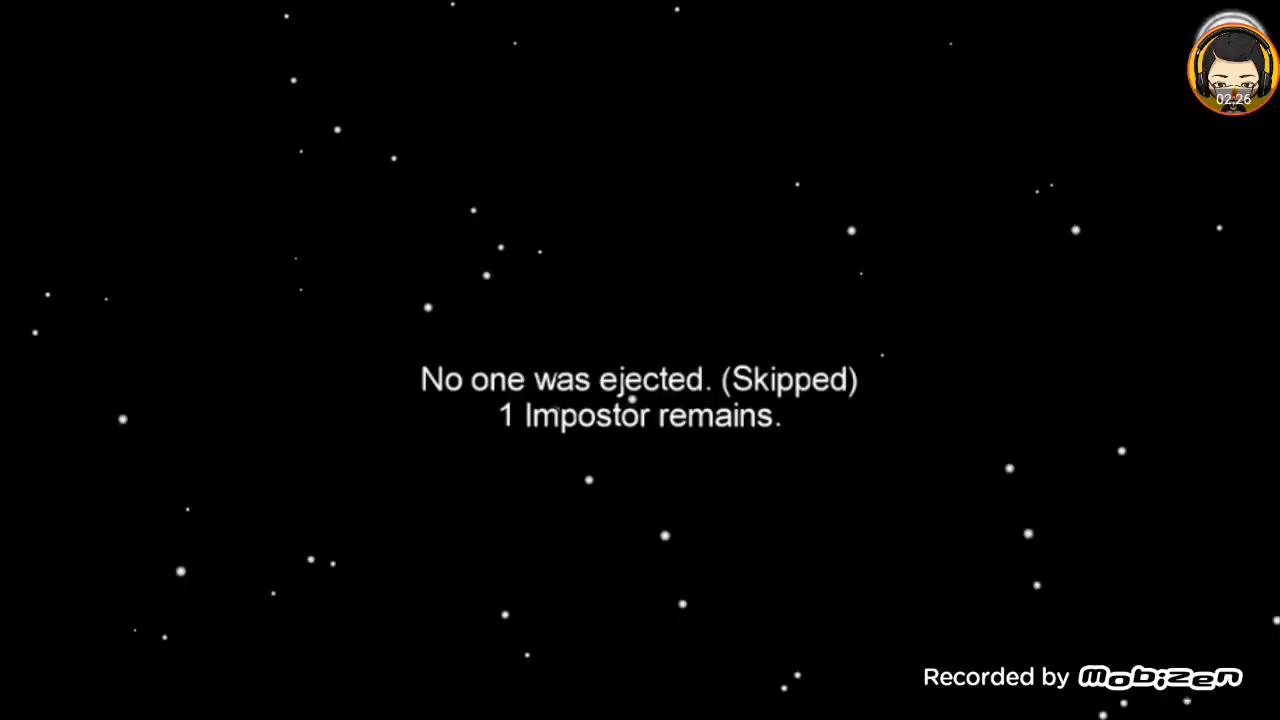 02:26
No one was ejected. (Skipped)
1 Impostor remains.
Recorded by mobizen